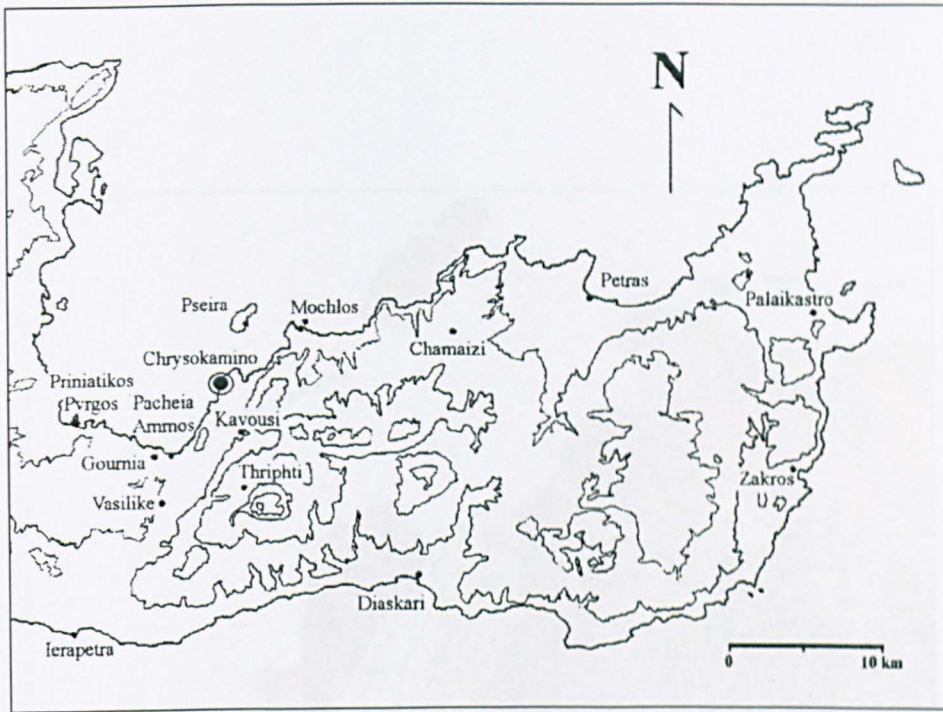 N
Petras
Palaikastro
Pseira
Mochlos
Chamaizi
Chrysokamino
Priniatikos
Pyrgos
Pacheia
Ammos
Kavousi
Gournia
Thriphti
Zakros
Vasilike
Diaskari
Ierapetra
0 10 km